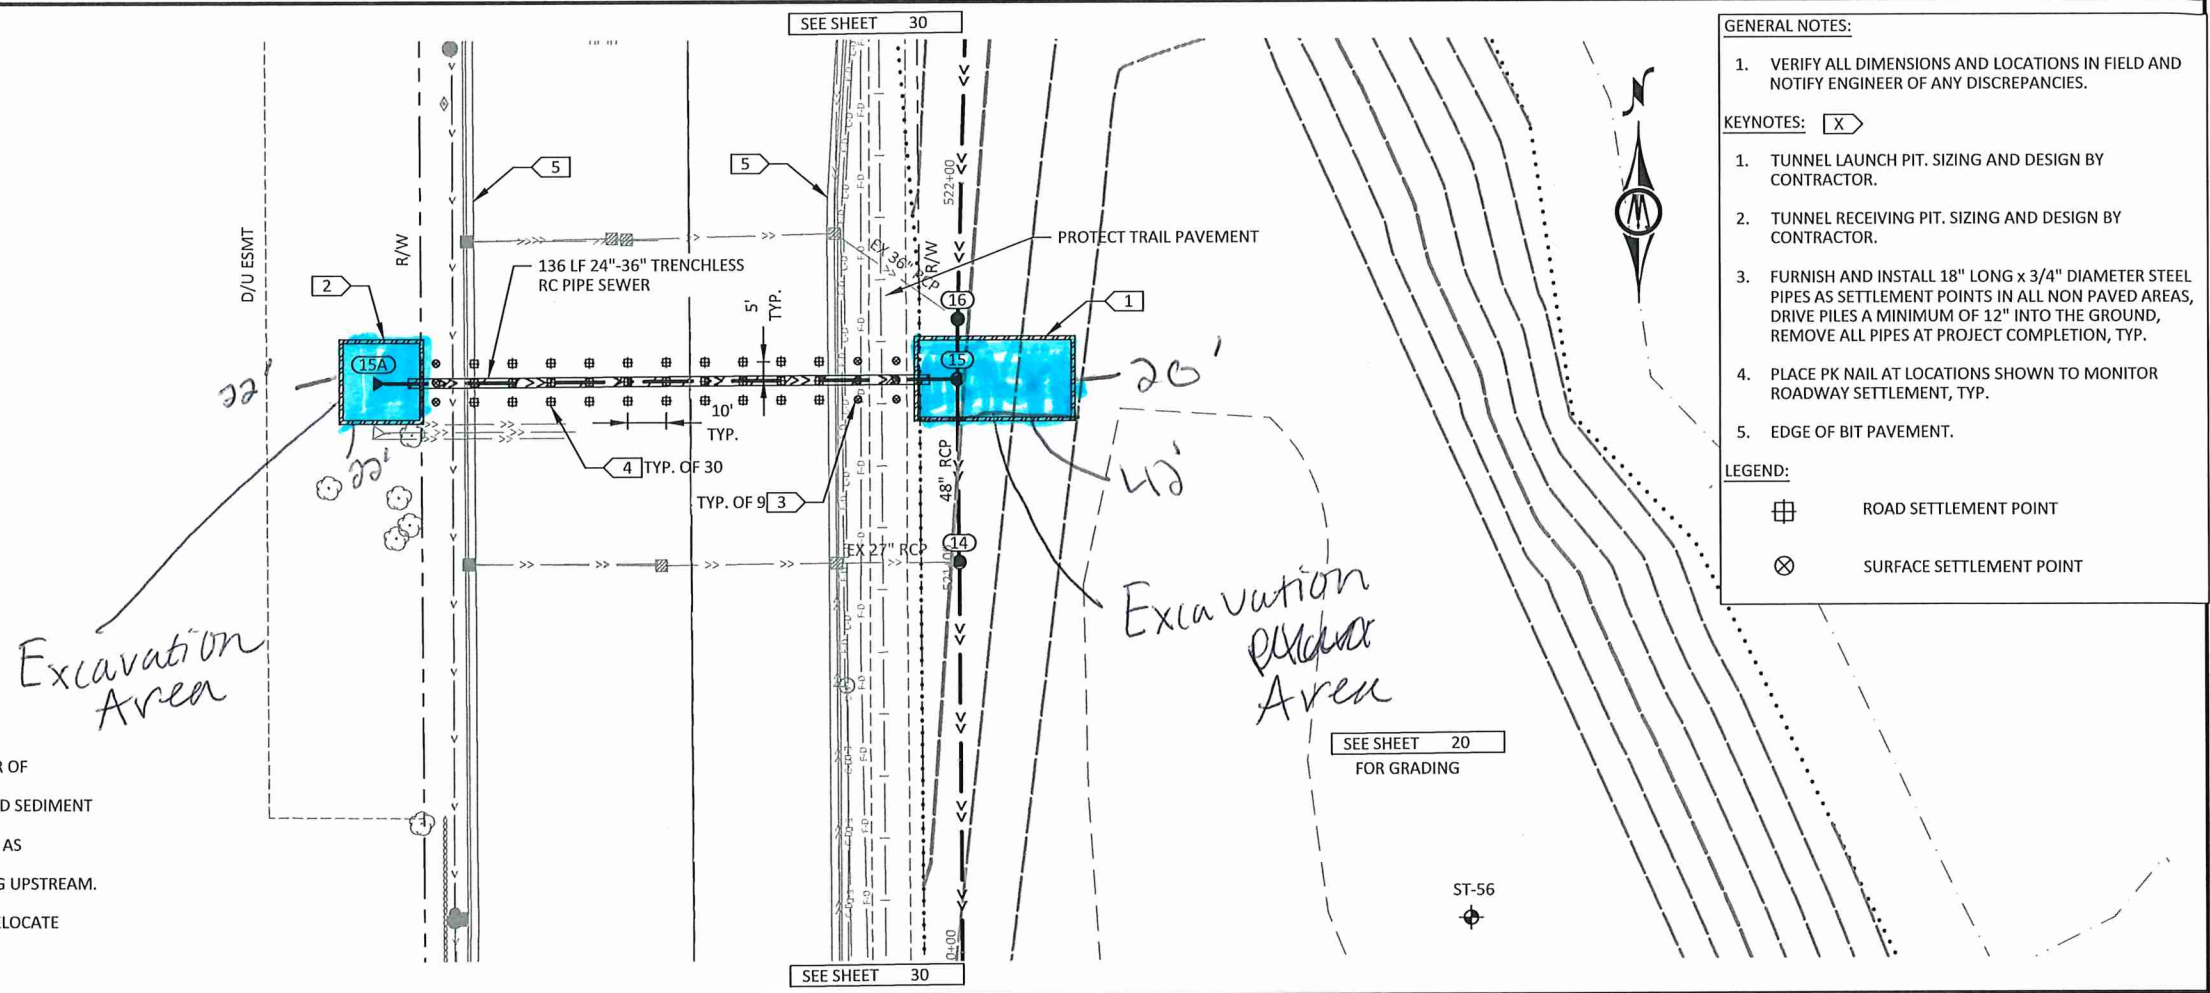 SEE SHEET 30
GENERAL NOTES:
1. VERIFY ALL DIMENSIONS AND LOCATIONS IN FIELD AND
NOTIFY ENGINEER OF ANY DISCREPANCIES.
KEYNOTES: X
1. TUNNEL LAUNCH PIT. SIZING AND DESIGN BY
CONTRACTOR.
2. TUNNEL RECEIVING PIT. SIZING AND DESIGN BY
CONTRACTOR.
3. FURNISH AND INSTALL 18" LONG x 3/4" DIAMETER STEEL
PIPES AS SETTLEMENT POINTS IN ALL NON PAVED AREAS,
DRIVE PILES A MINIMUM OF 12" INTO THE GROUND,
REMOVE ALL PIPES AT PROJECT COMPLETION, TYP.
4. PLACE PK NAIL AT LOCATIONS SHOWN TO MONITOR
ROADWAY SETTLEMENT, TYP.
5. EDGE OF BIT PAVEMENT.
LEGEND:
ROAD SETTLEMENT POINT
SURFACE SETTLEMENT POINT
N
5
5
522+00
D/U ESMT
R/W
R/W
PROTECT TRAIL PAVEMENT
EX 36" RCP
136 LF 24"-36" TRENCHLESS
RC PIPE SEWER
2
5'
TYP.
16
1
15A
15
22'
20'
10'
TYP.
22'
4 TYP. OF 30
TYP. OF 9 3
48" RCP
42'
EX 27" RCP
14
521+00
Excavation
Area
Excavation
Area
SEE SHEET 20
FOR GRADING
R OF
D SEDIMENT
AS
G UPSTREAM.
ELOCATE
ST-56
0+00
SEE SHEET 30